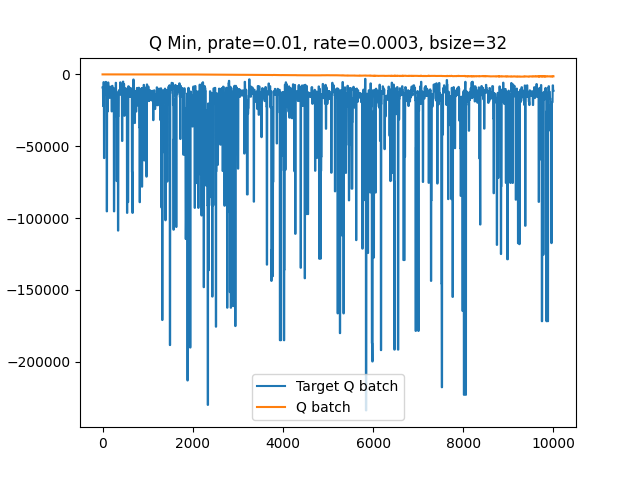 Q Min, prate=0.01, rate=0.0003, bsize=32
0
−50000
−100000
−150000
−200000
Target Q batch
Q batch
0 2000 4000 6000 8000 10000